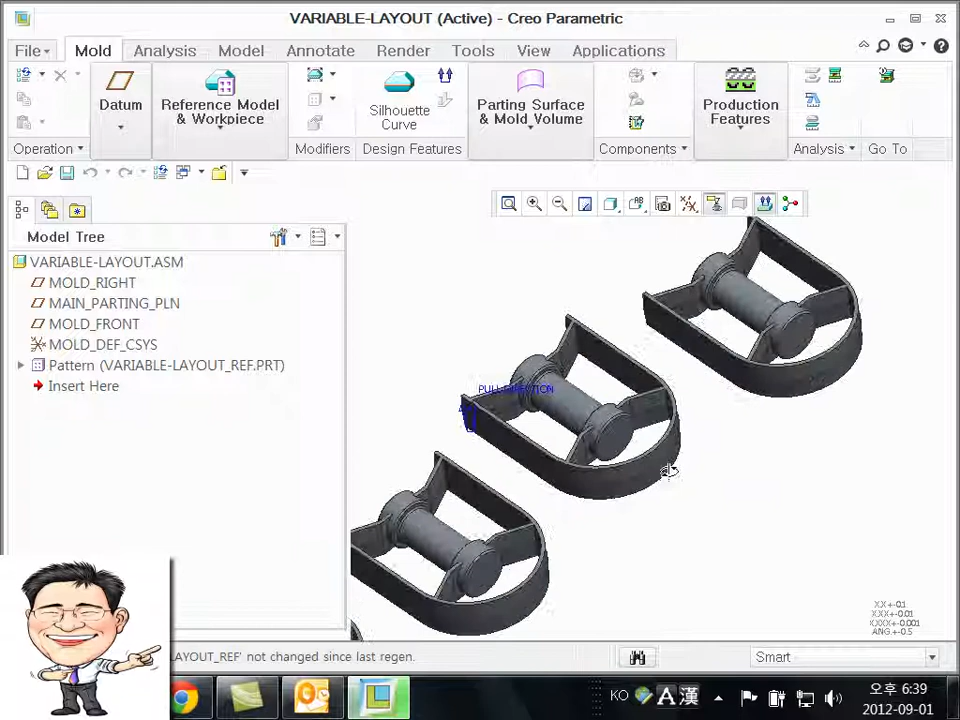 VARIABLE-LAYOUT (Active) - Creo Parametric
File Mold Analysis Model Annotate Render Tools View Applications
Datum
Reference Model
& Workpiece
Silhouette
Curve
Parting Surface
& Mold Volume
Production
Features
Operation Modifiers Design Features Components Analysis Go To
Model Tree
VARIABLE-LAYOUT.ASM
MOLD_RIGHT
MAIN_PARTING_PLN
MOLD_FRONT
MOLD_DEF_CSYS
Pattern (VARIABLE-LAYOUT_REF.PRT)
Insert Here
PULL DIRECTION
X.X +-0.1
X.XX +-0.01
X.XXX +-0.001
ANG. +-0.5
LAYOUT_REF' not changed since last regen.
Smart
KO A 漢
오후 6:39
2012-09-01